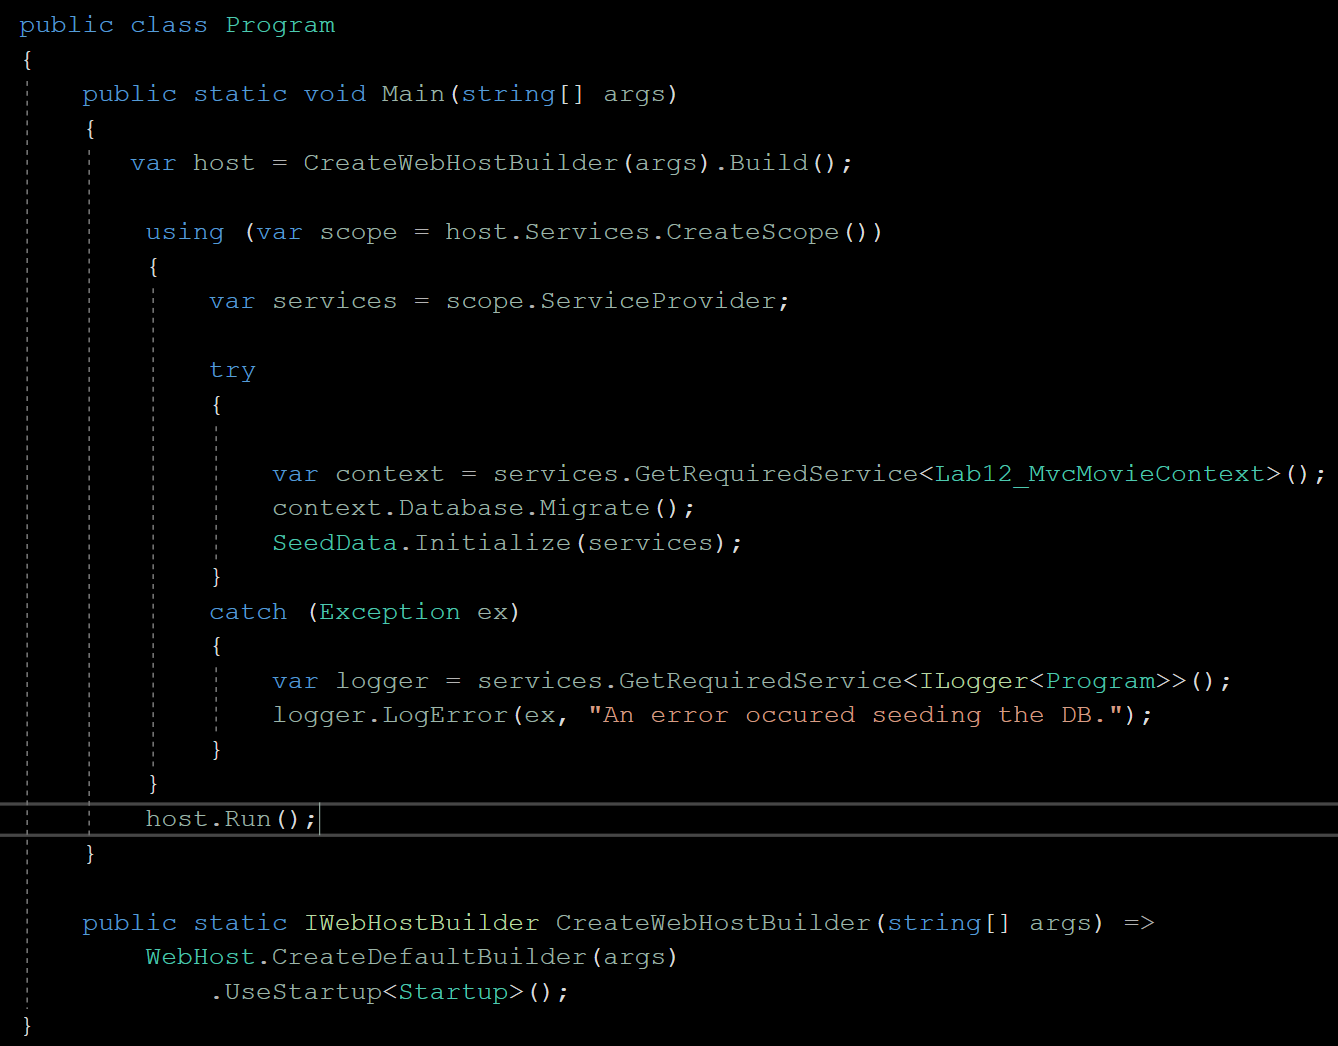 public class Program
{
    public static void Main(string[] args)
    {
       var host = CreateWebHostBuilder(args).Build();

        using (var scope = host.Services.CreateScope())
        {
            var services = scope.ServiceProvider;

            try
            {

                var context = services.GetRequiredService<Lab12_MvcMovieContext>();
                context.Database.Migrate();
                SeedData.Initialize(services);
            }
            catch (Exception ex)
            {
                var logger = services.GetRequiredService<ILogger<Program>>();
                logger.LogError(ex, "An error occured seeding the DB.");
            }
        }
        host.Run();
    }

    public static IWebHostBuilder CreateWebHostBuilder(string[] args) =>
        WebHost.CreateDefaultBuilder(args)
            .UseStartup<Startup>();
}